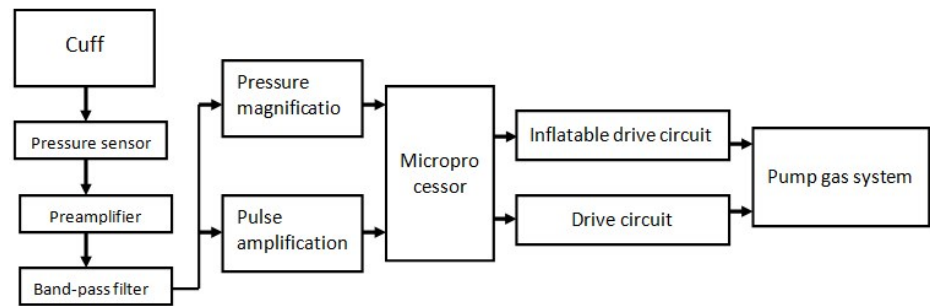 Cuff
Pressure sensor
Preamplifier
Band-pass filter
Pressure
magnificatio
Pulse
amplification
Micropro
cessor
Inflatable drive circuit
Drive circuit
Pump gas system